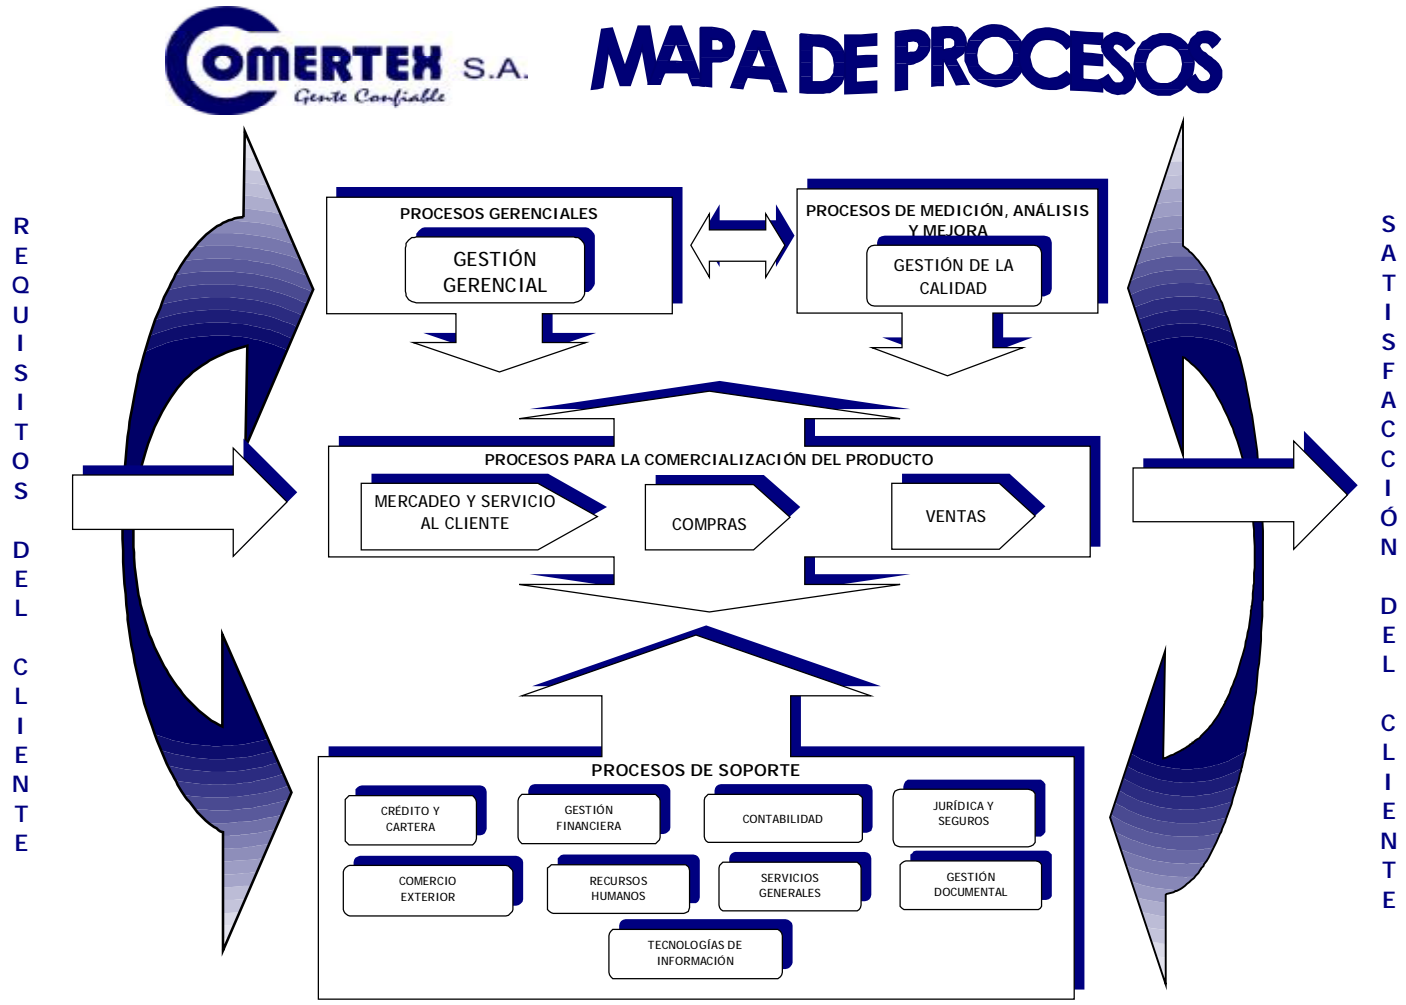 COMERTEX S.A.
Gente Confiable
MAPA DE PROCESOS
REQUISITOS DEL CLIENTE
PROCESOS GERENCIALES
GESTIÓN
GERENCIAL
PROCESOS DE MEDICIÓN, ANÁLISIS
Y MEJORA
GESTIÓN DE LA
CALIDAD
PROCESOS PARA LA COMERCIALIZACIÓN DEL PRODUCTO
MERCADEO Y SERVICIO
AL CLIENTE
COMPRAS
VENTAS
PROCESOS DE SOPORTE
CRÉDITO Y
CARTERA
GESTIÓN
FINANCIERA
CONTABILIDAD
JURÍDICA Y
SEGUROS
COMERCIO
EXTERIOR
RECURSOS
HUMANOS
SERVICIOS
GENERALES
GESTIÓN
DOCUMENTAL
TECNOLOGÍAS DE
INFORMACIÓN
SATISFACCIÓN DEL CLIENTE